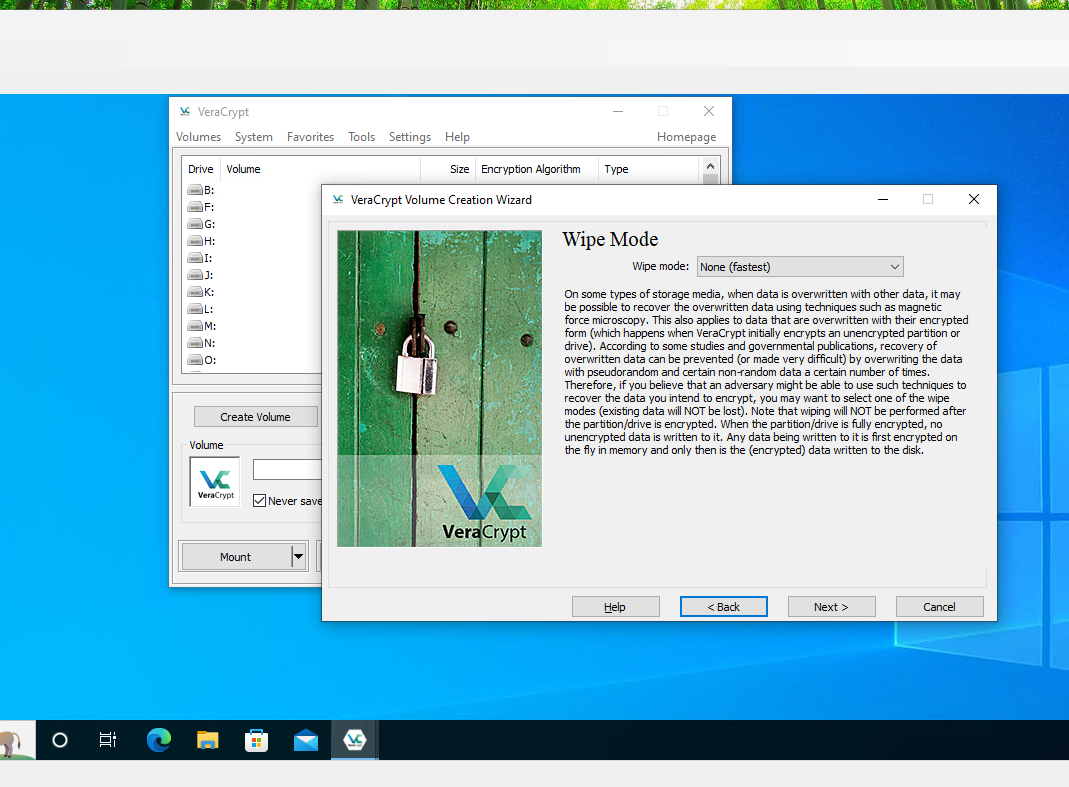 VeraCrypt
Volumes System Favorites Tools Settings Help Homepage
Drive Volume Size Encryption Algorithm Type
B:
F:
G:
H:
I:
J:
K:
L:
M:
N:
O:
Create Volume
Volume
VeraCrypt
Never save
Mount
VeraCrypt Volume Creation Wizard
VeraCrypt
Wipe Mode
Wipe mode: None (fastest)
On some types of storage media, when data is overwritten with other data, it may
be possible to recover the overwritten data using techniques such as magnetic
force microscopy. This also applies to data that are overwritten with their encrypted
form (which happens when VeraCrypt initially encrypts an unencrypted partition or
drive). According to some studies and governmental publications, recovery of
overwritten data can be prevented (or made very difficult) by overwriting the data
with pseudorandom and certain non-random data a certain number of times.
Therefore, if you believe that an adversary might be able to use such techniques to
recover the data you intend to encrypt, you may want to select one of the wipe
modes (existing data will NOT be lost). Note that wiping will NOT be performed after
the partition/drive is encrypted. When the partition/drive is fully encrypted, no
unencrypted data is written to it. Any data being written to it is first encrypted on
the fly in memory and only then is the (encrypted) data written to the disk.
Help < Back Next > Cancel